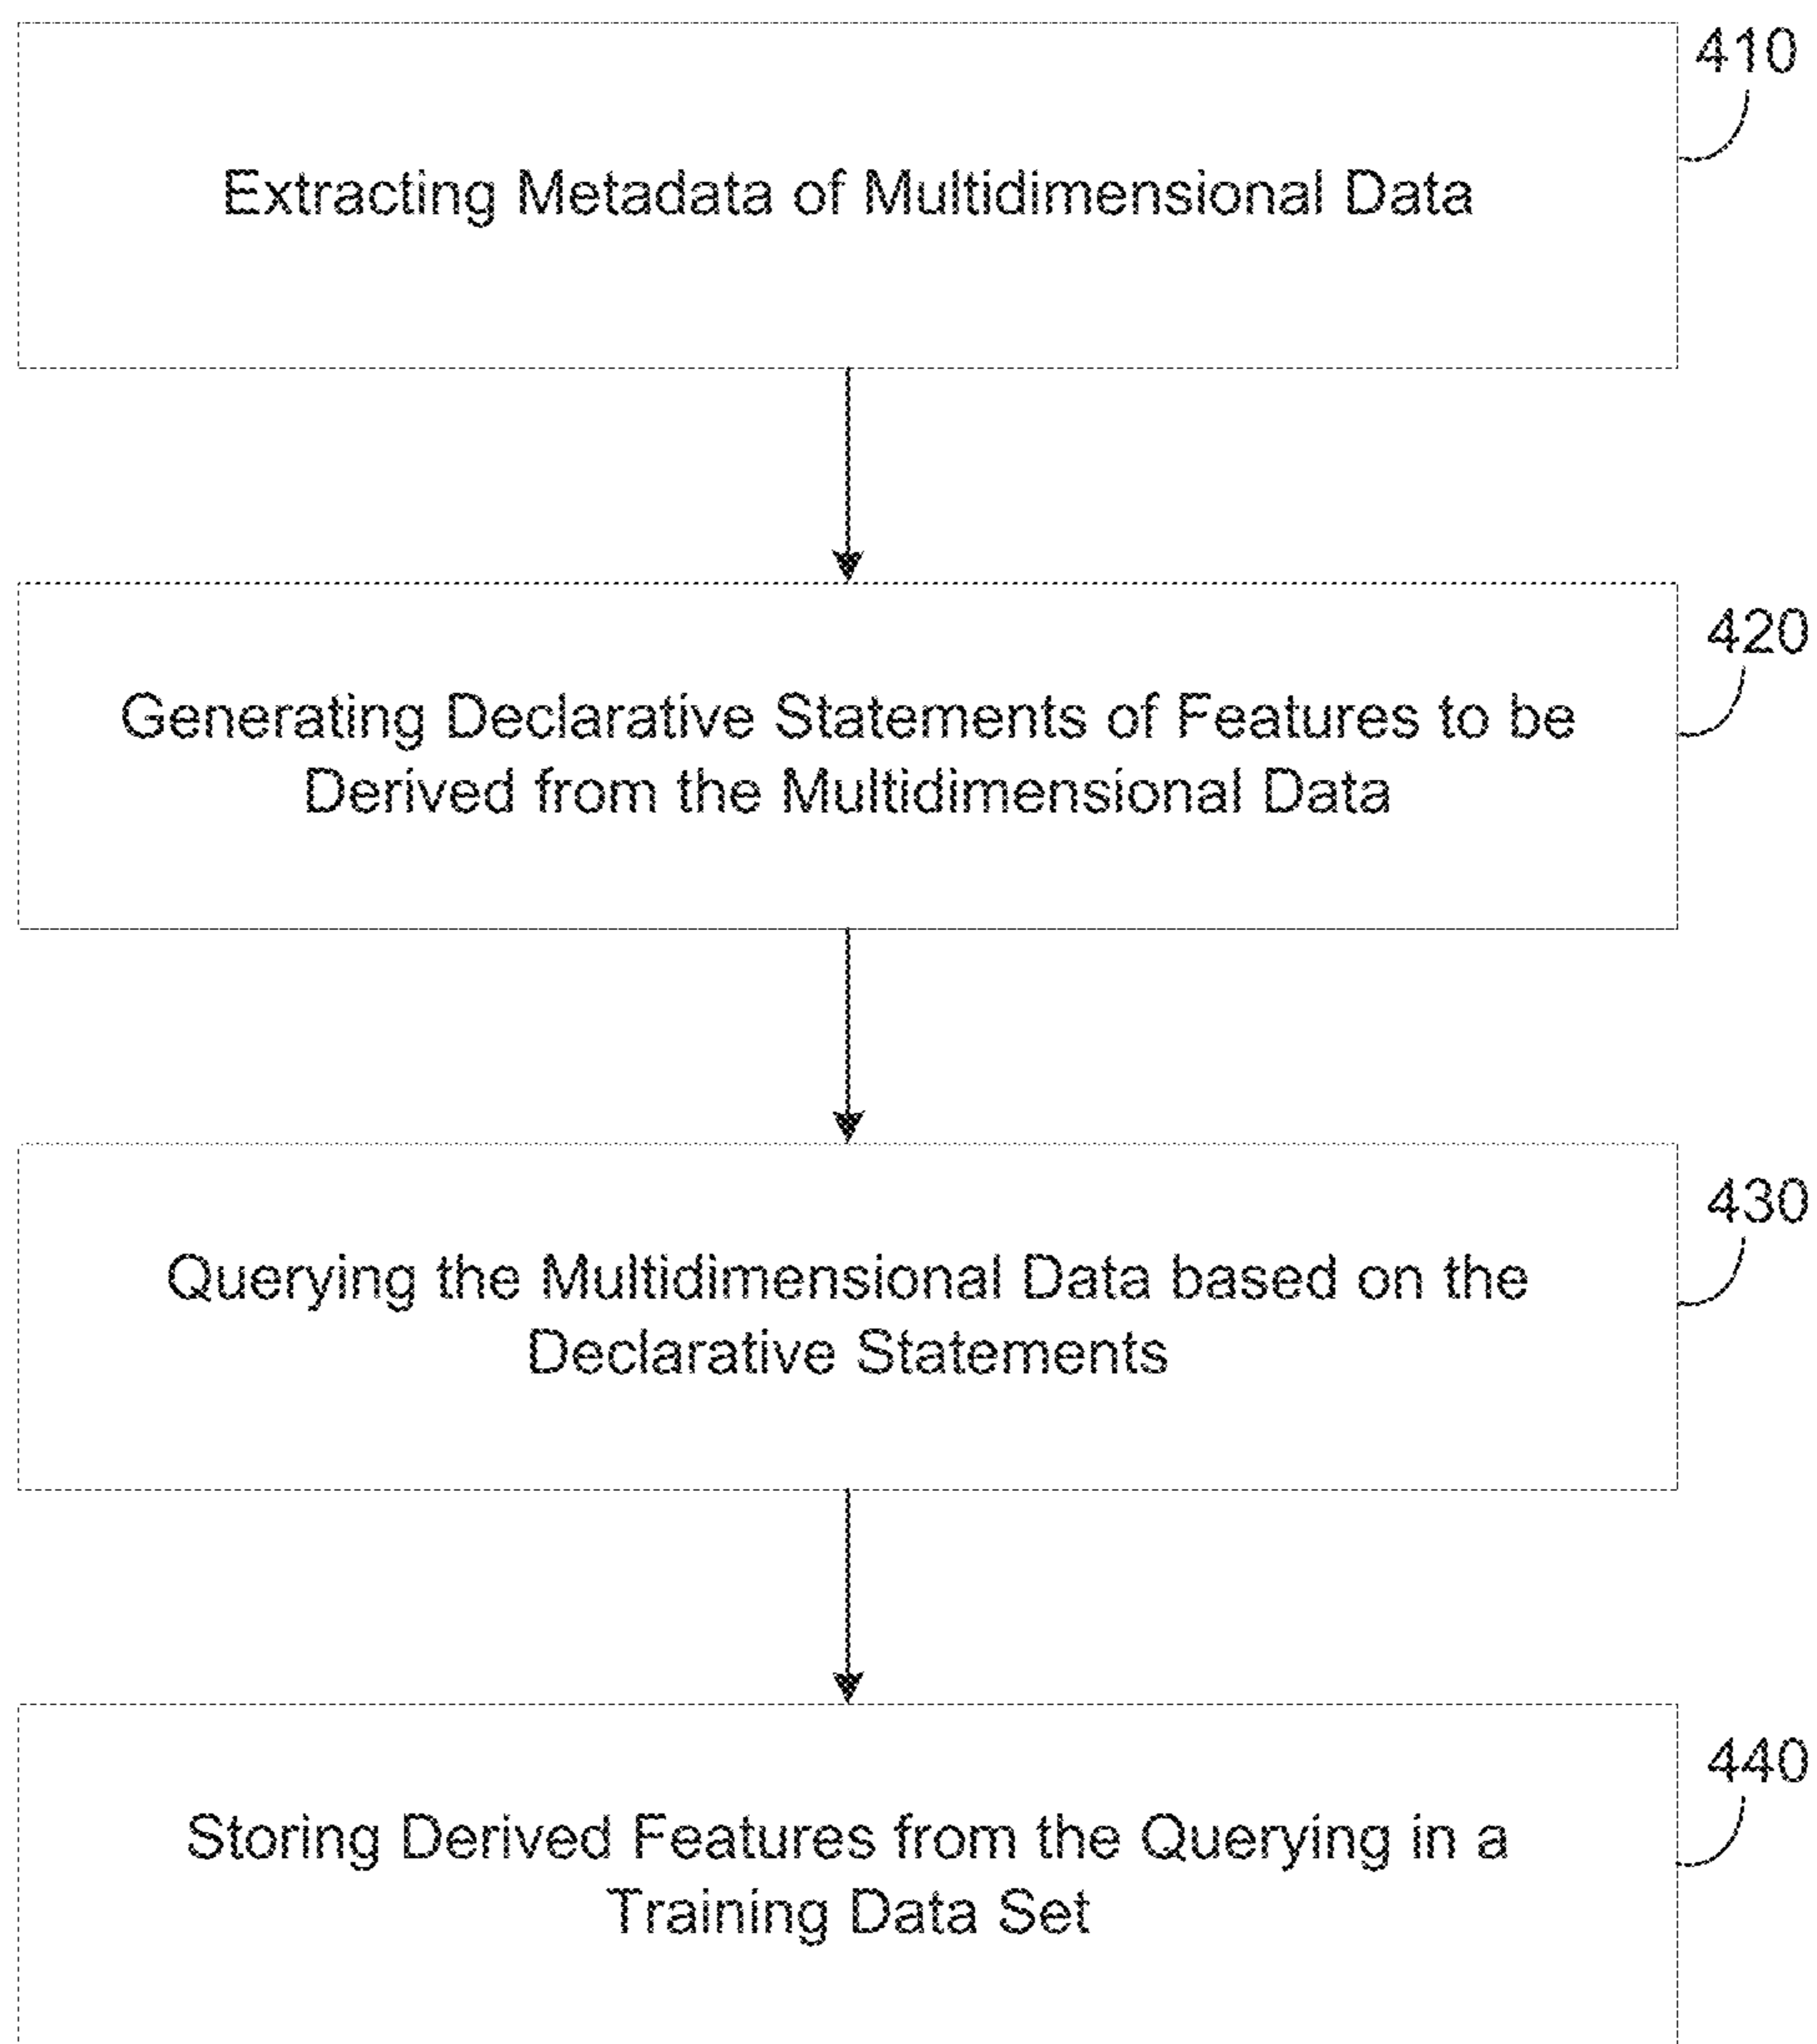 410
Extracting Metadata of Multidimensional Data
420
Generating Declarative Statements of Features to be
Derived from the Multidimensional Data
430
Querying the Multidimensional Data based on the
Declarative Statements
440
Storing Derived Features from the Querying in a
Training Data Set